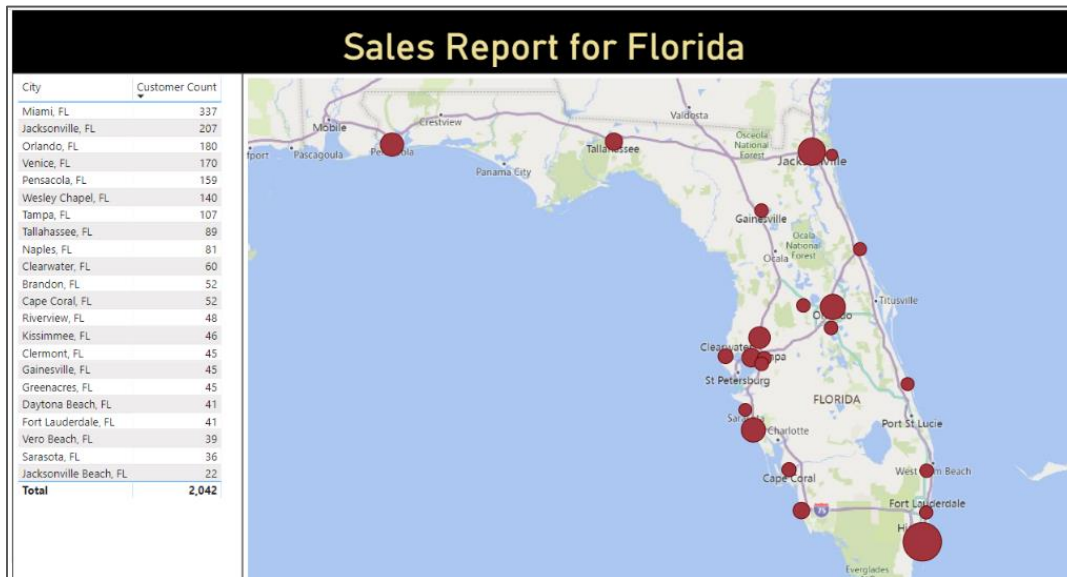 Sales Report for Florida
City Customer Count
Miami, FL 337
Jacksonville, FL 207
Orlando, FL 180
Venice, FL 170
Pensacola, FL 159
Wesley Chapel, FL 140
Tampa, FL 107
Tallahassee, FL 89
Naples, FL 81
Clearwater, FL 60
Brandon, FL 52
Cape Coral, FL 52
Riverview, FL 48
Kissimmee, FL 46
Clermont, FL 45
Gainesville, FL 45
Greenacres, FL 45
Daytona Beach, FL 41
Fort Lauderdale, FL 41
Vero Beach, FL 39
Sarasota, FL 36
Jacksonville Beach, FL 22
Total 2,042
Valdosta
Crestview
Mobile
Osceola
National
Forest
Pascagoula
Tallahassee
Jacksonville
Panama City
Gainesville
Ocala
National
Forest
Ocala
Titusville
Clearwater
St Petersburg
FLORIDA
Port St Lucie
Charlotte
Cape Coral
Fort Lauderdale
75
Everglades